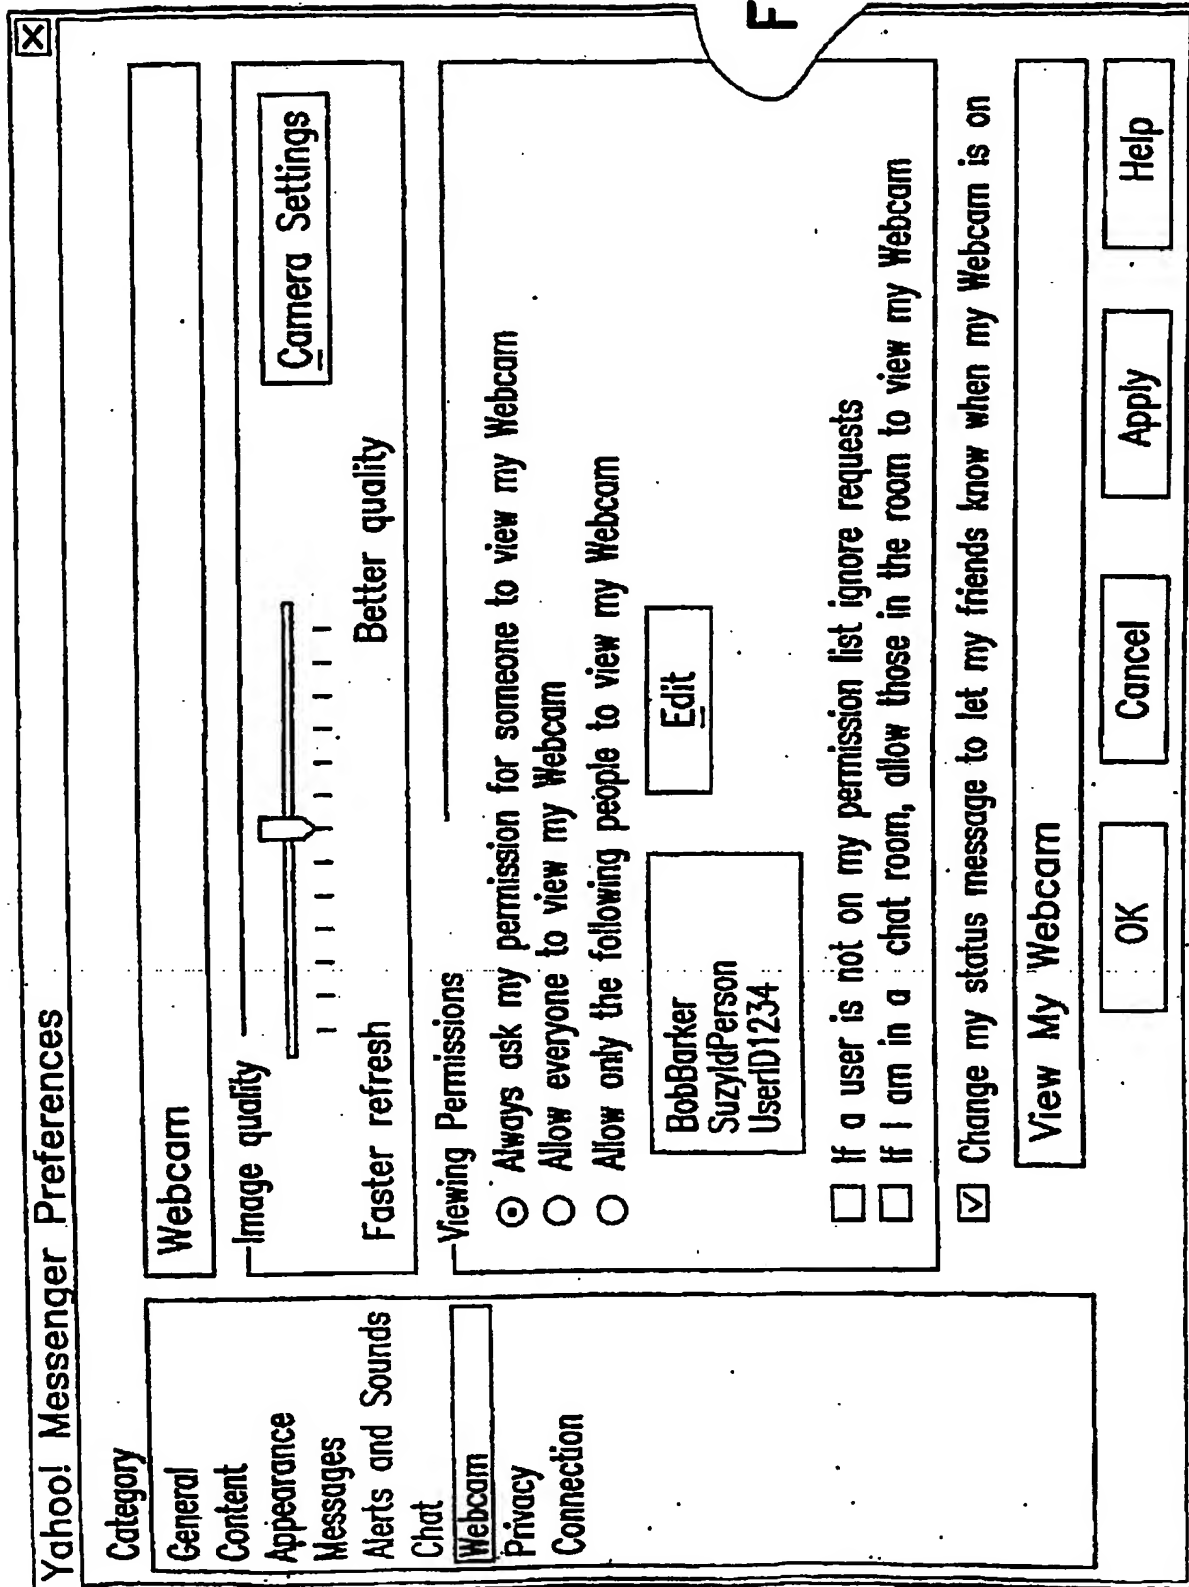 Yahoo! Messenger Preferences
X
Category
General
Content
Appearance
Messages
Alerts and Sounds
Chat
Webcam
Privacy
Connection
Webcam
Image quality
Camera Settings
Faster refresh Better quality
Viewing Permissions
Always ask my permission for someone to view my Webcam
Allow everyone to view my Webcam
Allow only the following people to view my Webcam
BobBarker
SuzyIdPerson
UserID1234
Edit
If a user is not on my permission list ignore requests
If I am in a chat room, allow those in the room to view my Webcam
Change my status message to let my friends know when my Webcam is on
View My Webcam
OK Cancel Apply Help
F